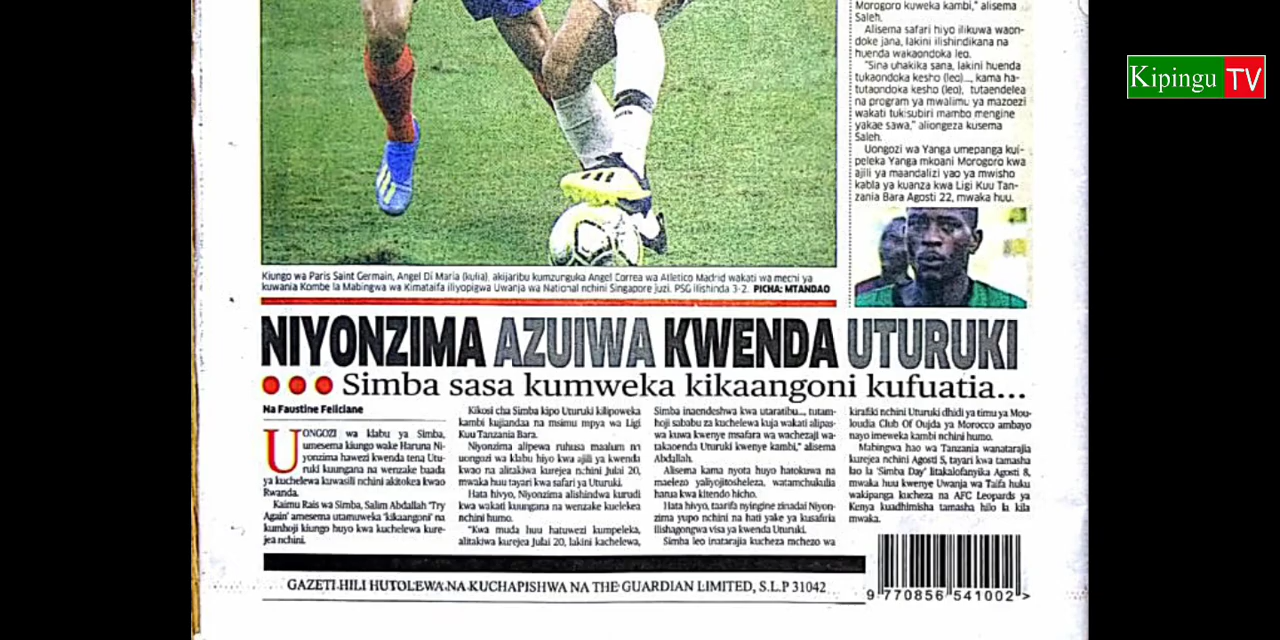 Morogoro kuweka kambi," alisema
Saleh.
Alisema safari hiyo ilikuwa waon-
doke jana, lakini ilishindikana na
huenda wakaondoka leo.
"Sina uhakika sana, lakini huenda
tukaondoka kesho (leo)..., kama ha-
tutaondoka kesho (leo), tutaendelea
na program ya mwalimu ya mazoezi
wakati tukisubiri mambo mengine
yakae sawa," aliongeza kusema
Saleh.
Uongozi wa Yanga umepanga kui-
peleka Yanga mkoani Morogoro kwa
ajili ya maandalizi yao ya mwisho
kabla ya kuanza kwa Ligi Kuu Tan-
zania Bara Agosti 22, mwaka huu.
Kipingu TV
Kiungo wa Paris Saint Germain, Angel Di Maria (kulia), akijaribu kumzunguka Angel Correa wa Atletico Madrid wakati wa mechi ya
kuwania Kombe la Mabingwa wa Kimataifa iliyopigwa Uwanja wa National nchini Singapore juzi. PSG ilishinda 3-2. PICHA: MTANDAO
NIYONZIMA AZUIWA KWENDA UTURUKI
Simba sasa kumweka kikaangoni kufuatia...
Na Faustine Feliciane
UONGOZI wa klabu ya Simba,
umesema kiungo wake Haruna Ni-
yonzima hawezi kwenda tena Utu-
ruki kuungana na wenzake baada
ya kuchelewa kuwasili nchini akitokea kwao
Rwanda.
Kaimu Rais wa Simba, Salim Abdallah 'Try
Again' amesema utamuweka 'kikaangoni' na
kumhoji kiungo huyo kwa kuchelewa kure-
jea nchini.
Kikosi cha Simba kipo Uturuki kilipoweka
kambi kujiandaa na msimu mpya wa Ligi
Kuu Tanzania Bara.
Niyonzima alipewa ruhusa maalum na
uongozi wa klabu hiyo kwa ajili ya kwenda
kwao na alitakiwa kurejea nchini Julai 20,
mwaka huu tayari kwa safari ya Uturuki.
Hata hivyo, Niyonzima alishindwa kurudi
kwa wakati kuungana na wenzake kuelekea
nchini humo.
"Kwa muda huu hatuwezi kumpeleka,
alitakiwa kurejea Julai 20, lakini kachelewa,
Simba inaendeshwa kwa utaratibu..., tutam-
hoji sababu za kuchelewa kuja wakati alipas-
wa kuwa kwenye msafara wa wachezaji wa-
takaoenda Uturuki kwenye kambi," alisema
Abdallah.
Alisema kama nyota huyo hatokuwa na
maelezo yaliyojitosheleza, watamchukulia
hatua kwa kitendo hicho.
Hata hivyo, taarifa nyingine zinadai Niyon-
zima yupo nchini na hati yake ya kusafiria
ilishagongwa visa ya kwenda Uturuki.
Simba leo inatarajia kucheza mchezo wa
kirafiki nchini Uturuki dhidi ya timu ya Mou-
loudia Club Of Oujda ya Morocco ambayo
nayo imeweka kambi nchini humo.
Mabingwa hao wa Tanzania wanatarajia
kurejea nchini Agosti 5, tayari kwa tamasha
lao la 'Simba Day' litakalofanyika Agosti 8,
mwaka huu kwenye Uwanja wa Taifa huku
wakipanga kucheza na AFC Leopards ya
Kenya kuadhimisha tamasha hilo la kila
mwaka.
GAZETI HILI HUTOLEWA NA KUCHAPISHWA NA THE GUARDIAN LIMITED, S.L.P 31042
9 770856 541002 >